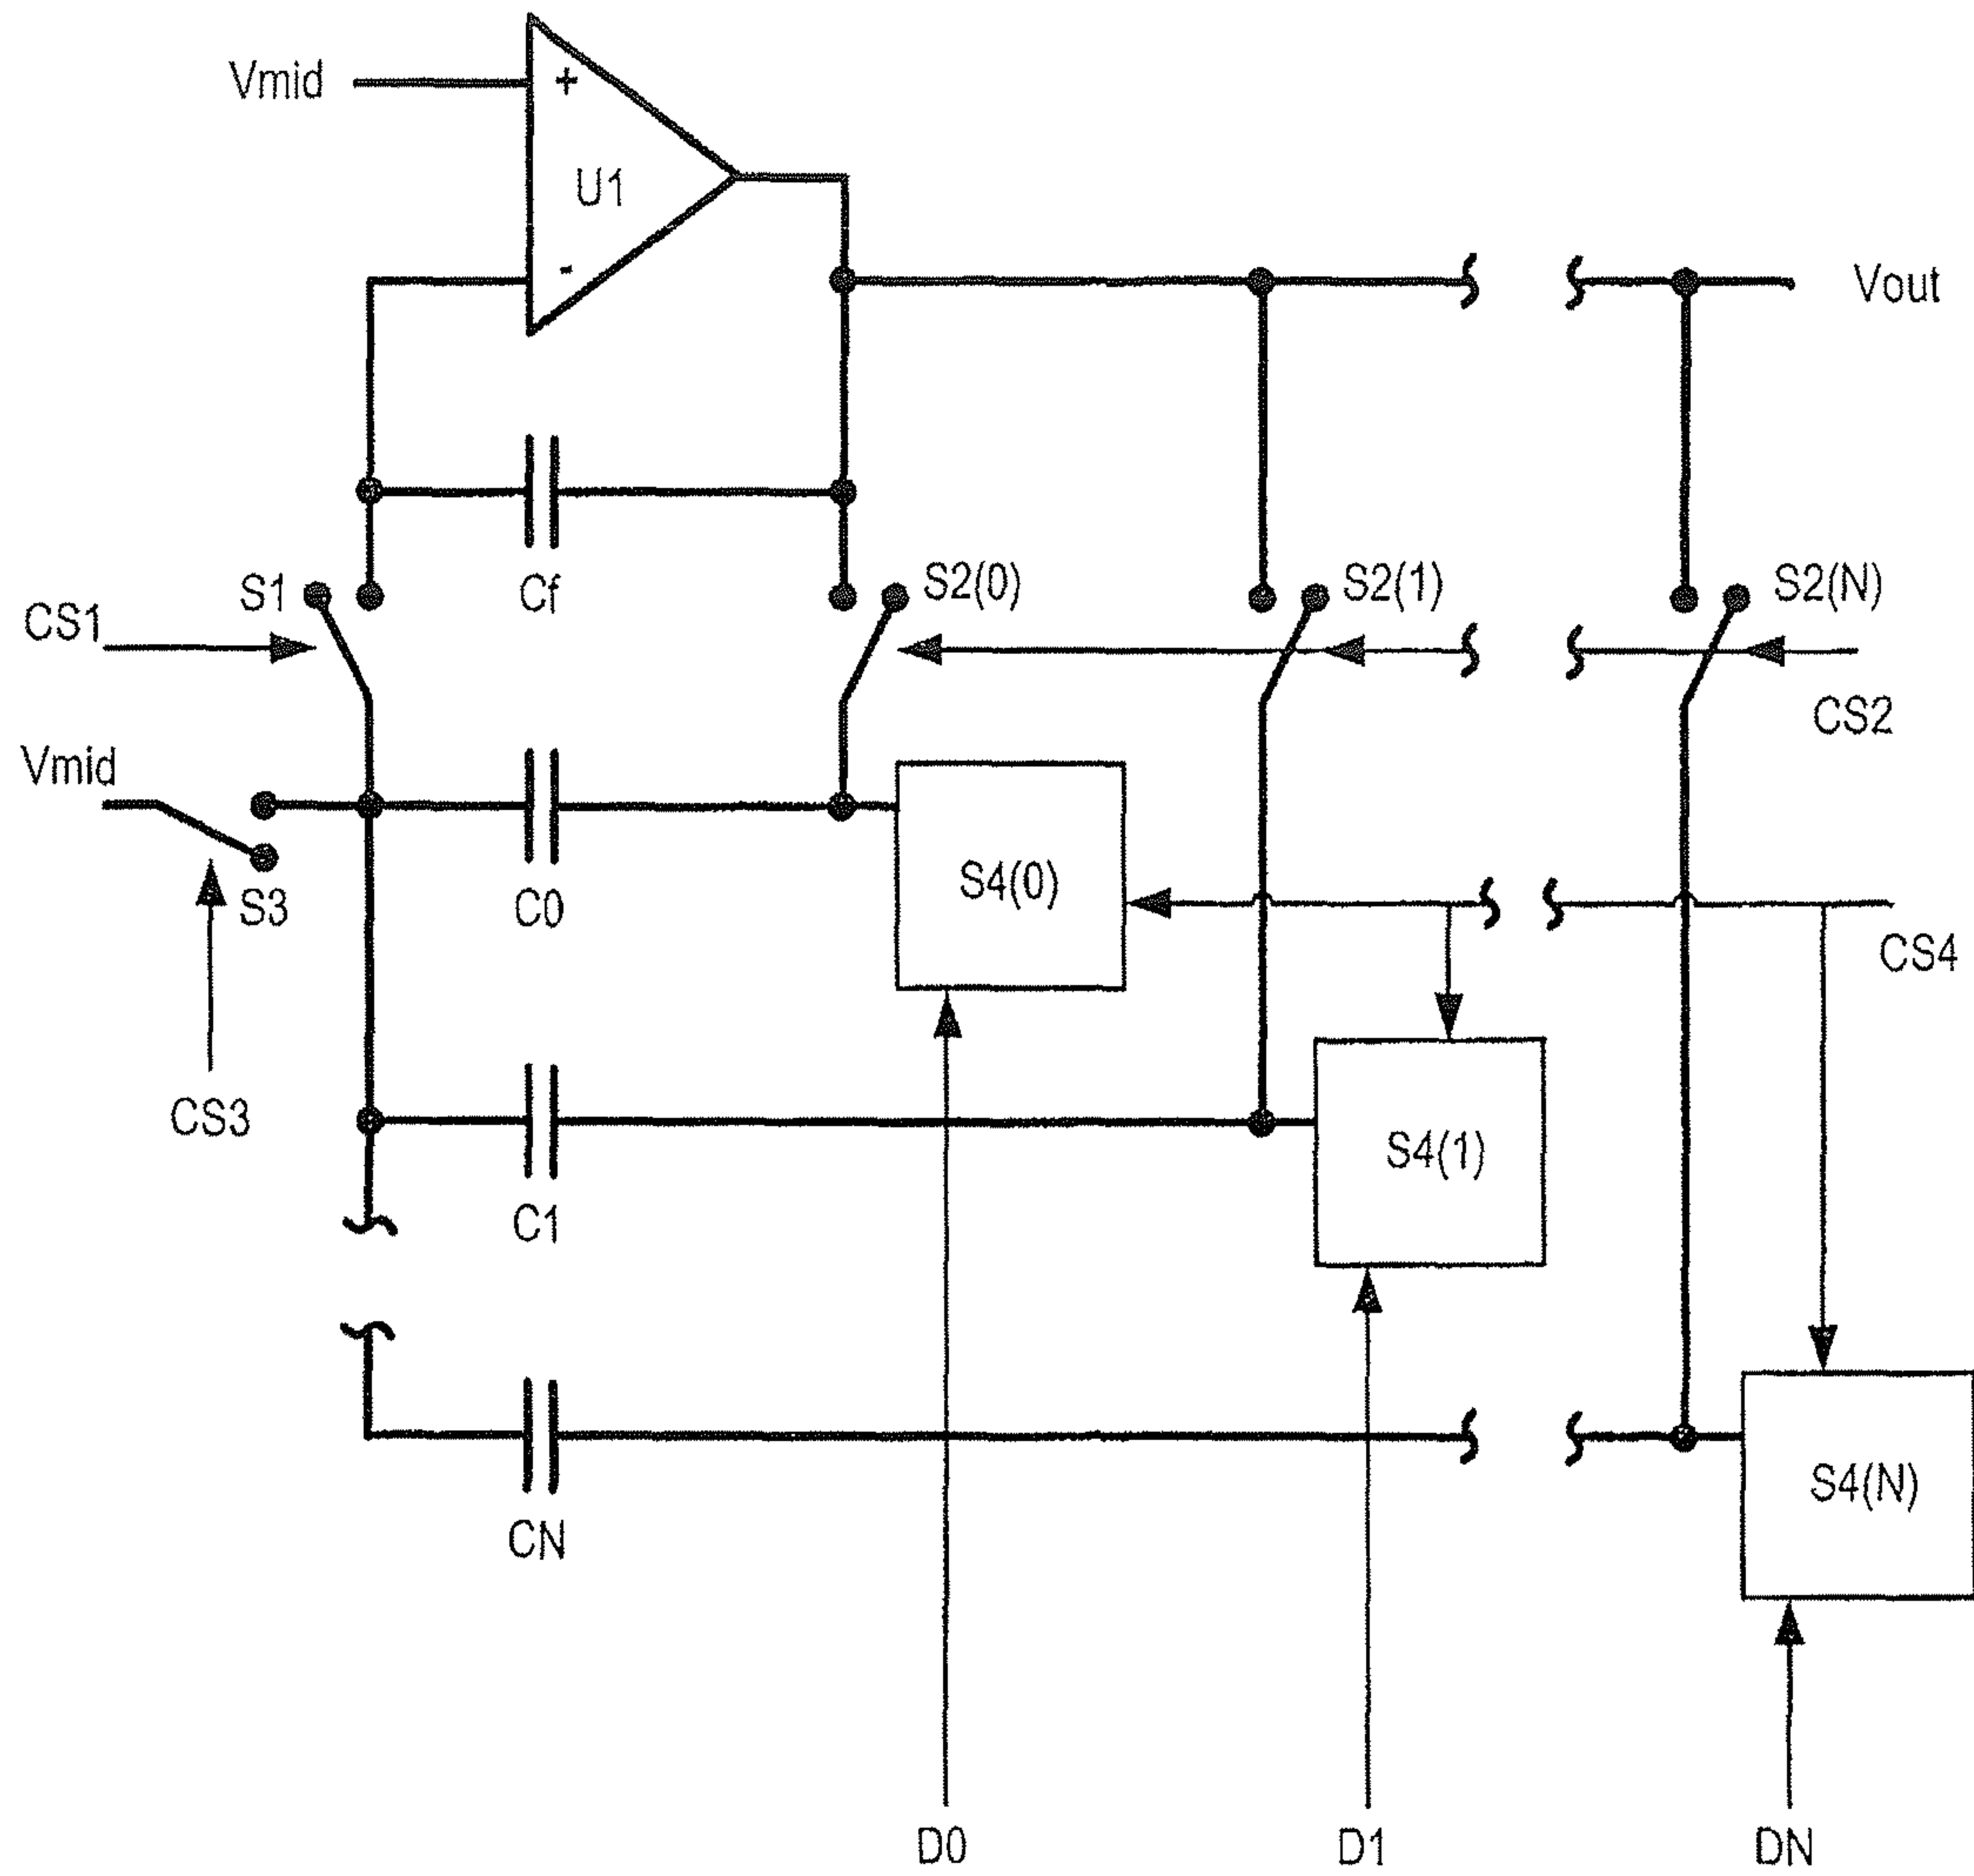 Vmid
+
U1
-
Vout
S1
Cf
S2(0)
S2(1)
S2(N)
CS1
CS2
Vmid
S3
C0
S4(0)
CS4
CS3
C1
S4(1)
CN
S4(N)
D0
D1
DN